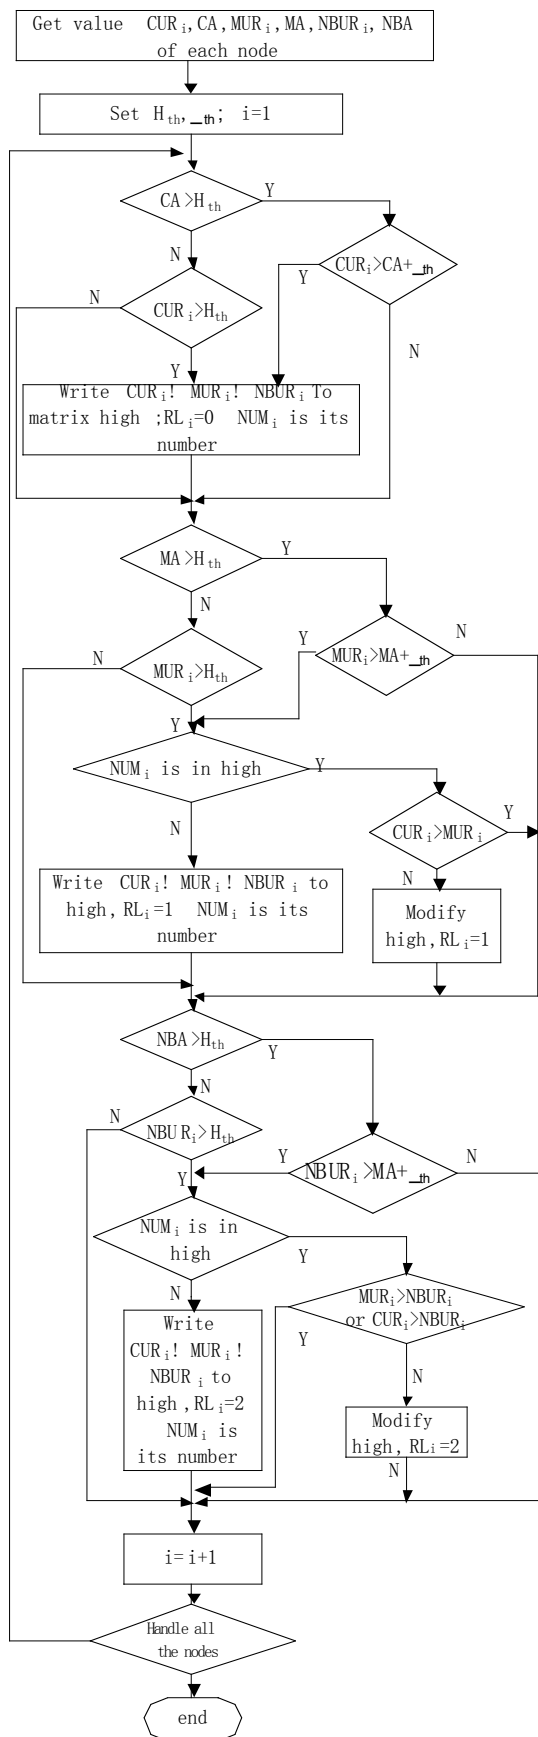 Get value CURi,CA,MURi,MA,NBURi,NBA
of each node
Set Hth,_th; i=1
CA>Hth
Y
N
CURi>CA+_th
Y
N
N
CURi>Hth
Y
Write CURi! MURi! NBURi To
matrix high ;RLi=0 NUMi is its
number
MA>Hth
Y
N
MURi>MA+_th
Y
N
N
MURi>Hth
Y
NUMi is in high
Y
N
CURi>MURi
Y
N
Write CURi! MURi! NBURi to
high,RLi=1 NUMi is its
number
Modify
high,RLi=1
NBA>Hth
Y
N
N
NBURi>Hth
Y
NBURi>MA+_th
Y
N
NUMi is in
high
Y
N
MURi>NBURi
or CURi>NBURi
Y
N
Write
CURi! MURi!
NBURi to
high,RLi=2
NUMi is
its number
Modify
high,RLi=2
N
i=i+1
Handle all
the nodes
end